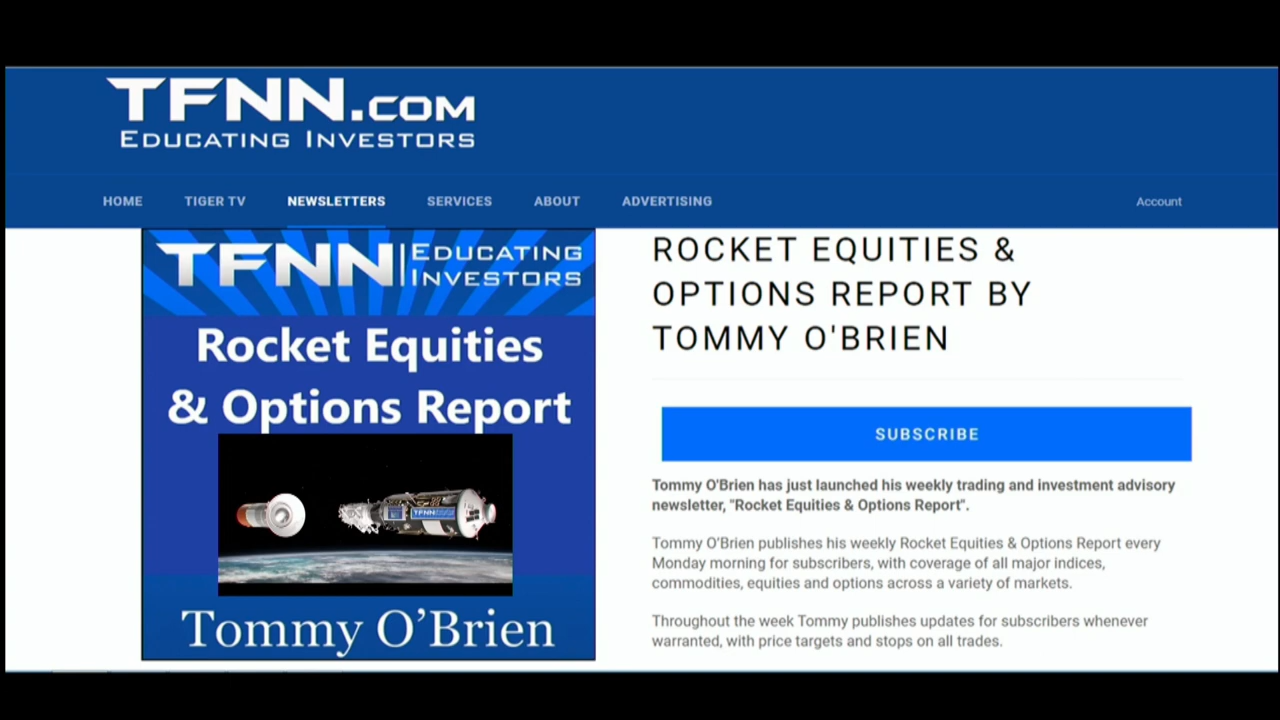 TFNN.COM
EDUCATING INVESTORS
HOME TIGER TV NEWSLETTERS SERVICES ABOUT ADVERTISING Account
TFNN EDUCATING
INVESTORS
Rocket Equities
& Options Report
TFNN.COM
Tommy O’Brien
ROCKET EQUITIES &
OPTIONS REPORT BY
TOMMY O'BRIEN
SUBSCRIBE
Tommy O'Brien has just launched his weekly trading and investment advisory
newsletter, "Rocket Equities & Options Report".
Tommy O’Brien publishes his weekly Rocket Equities & Options Report every
Monday morning for subscribers, with coverage of all major indices,
commodities, equities and options across a variety of markets.
Throughout the week Tommy publishes updates for subscribers whenever
warranted, with price targets and stops on all trades.